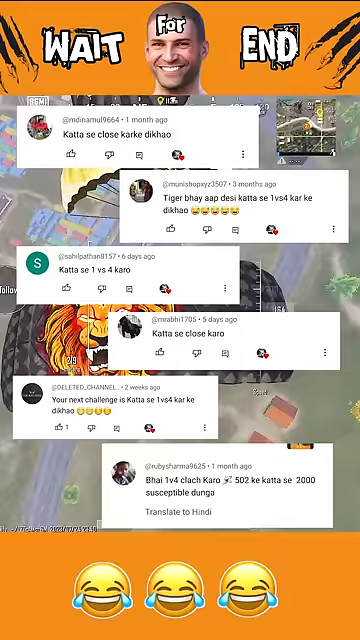 WAIT For END
BGMI
@mdinamul9664 • 1 month ago
Katta se close karke dikhao
@munishopxyz3507 • 3 months ago
Tiger bhay aap desi katta se 1vs4 kar ke
dikhao 😂😂😂😂😂
@sahilpathan8157 • 6 days ago
S
Katta se 1 vs 4 karo
follow
@mrabhi1705 • 5 days ago
Katta se close karo
@DELETED_CHANNEL... • 2 weeks ago
Your next challenge is Katta se 1vs4 kar ke
dikhao 😁😁😁😁
1
@rubysharma9625 • 1 month ago
Bhai 1v4 clach Karo 🎉 502 ke katta se 2000
susceptible dunga
Translate to Hindi